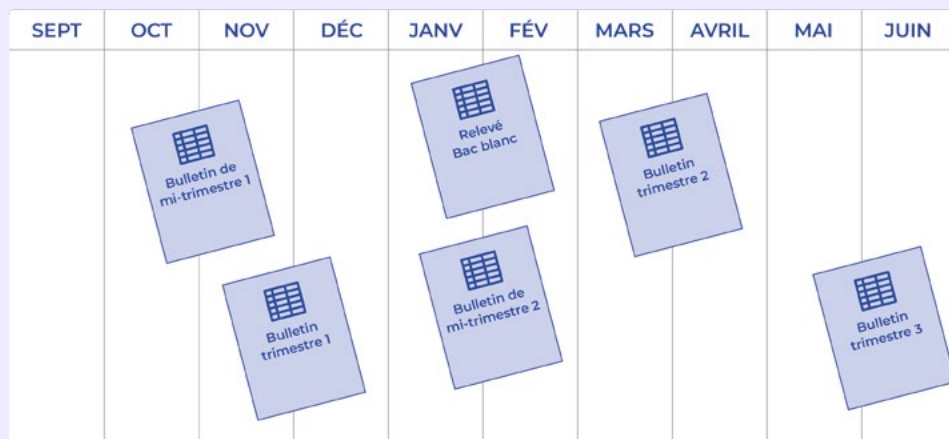 SEPT OCT NOV DÉC JANV FÉV MARS AVRIL MAI JUIN
Bulletin de
mi-trimestre 1
Relevé
Bac blanc
Bulletin
trimestre 2
Bulletin
trimestre 1
Bulletin de
mi-trimestre 2
Bulletin
trimestre 3